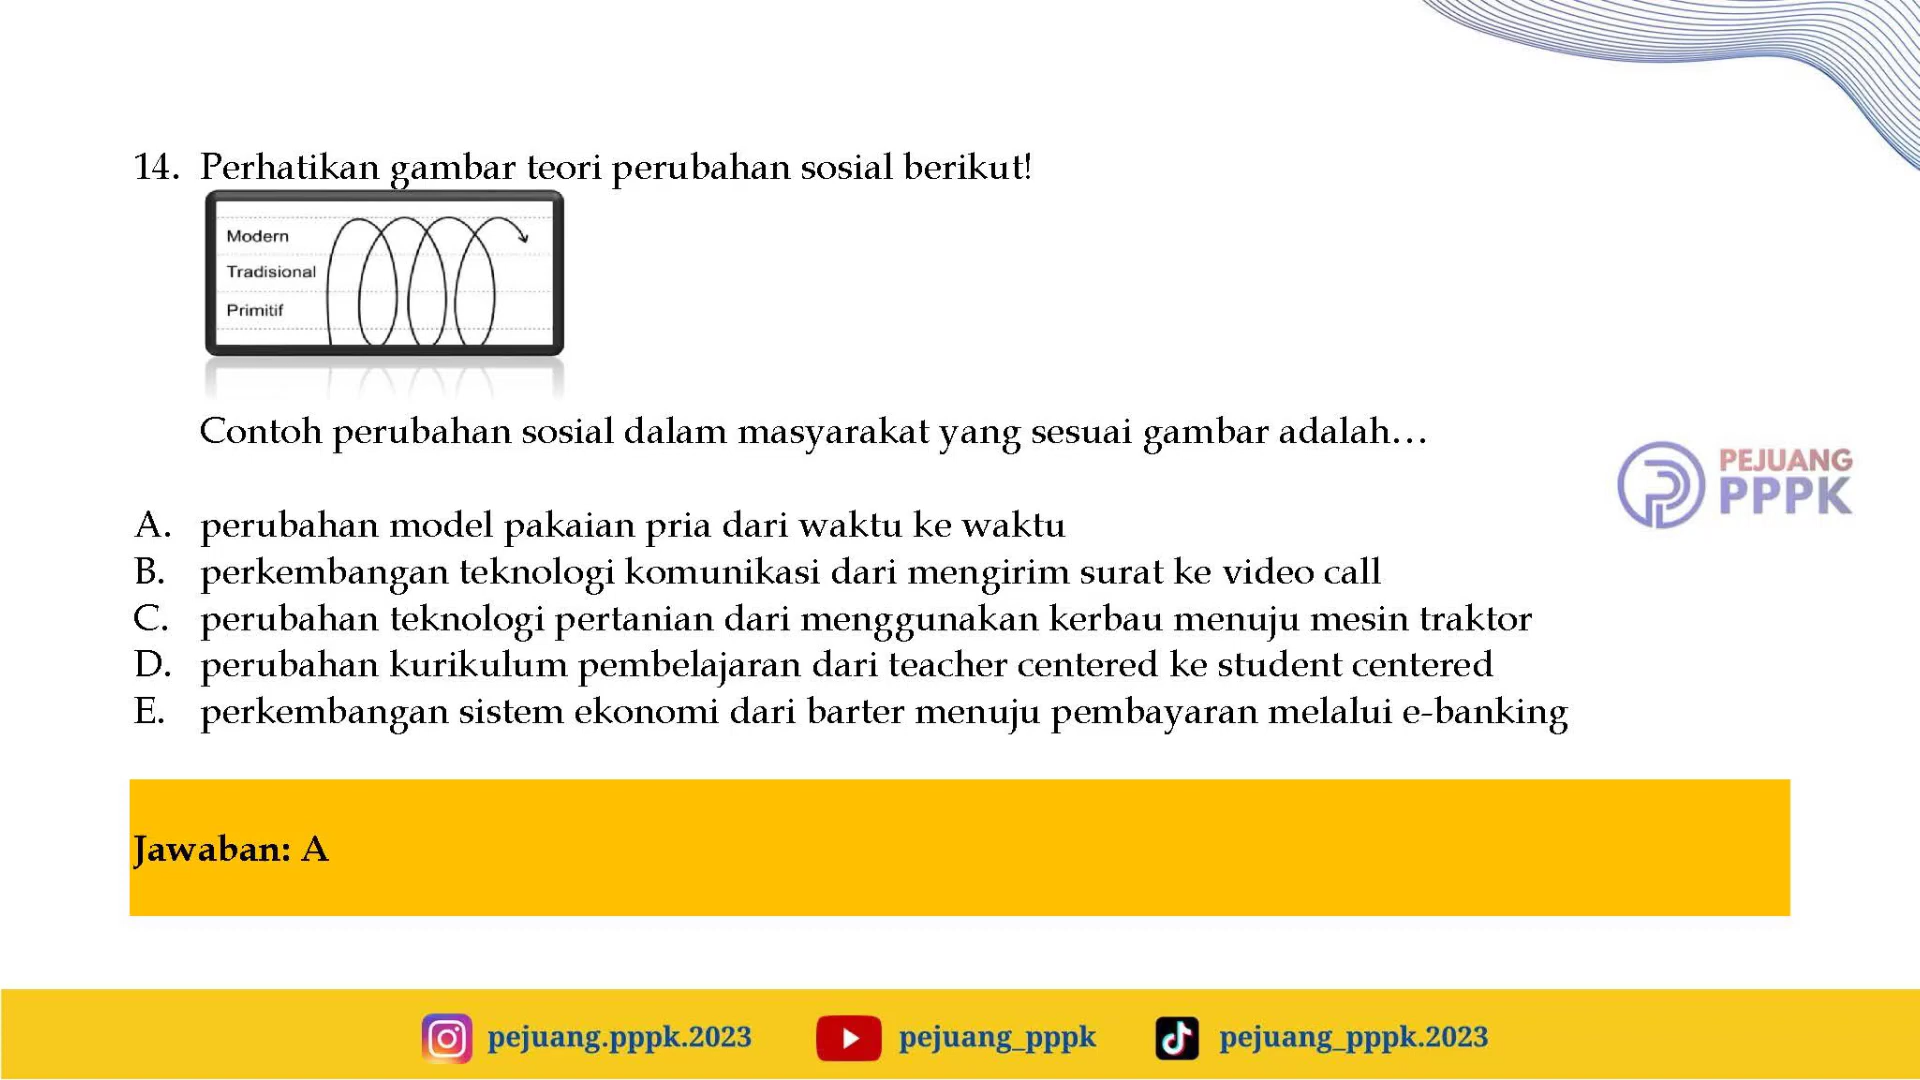 14. Perhatikan gambar teori perubahan sosial berikut!
Modern
Tradisional
Primitif
Contoh perubahan sosial dalam masyarakat yang sesuai gambar adalah…
PEJUANG
PPPK
A. perubahan model pakaian pria dari waktu ke waktu
B. perkembangan teknologi komunikasi dari mengirim surat ke video call
C. perubahan teknologi pertanian dari menggunakan kerbau menuju mesin traktor
D. perubahan kurikulum pembelajaran dari teacher centered ke student centered
E. perkembangan sistem ekonomi dari barter menuju pembayaran melalui e-banking
Jawaban: A
pejuang.pppk.2023 pejuang_pppk pejuang_pppk.2023